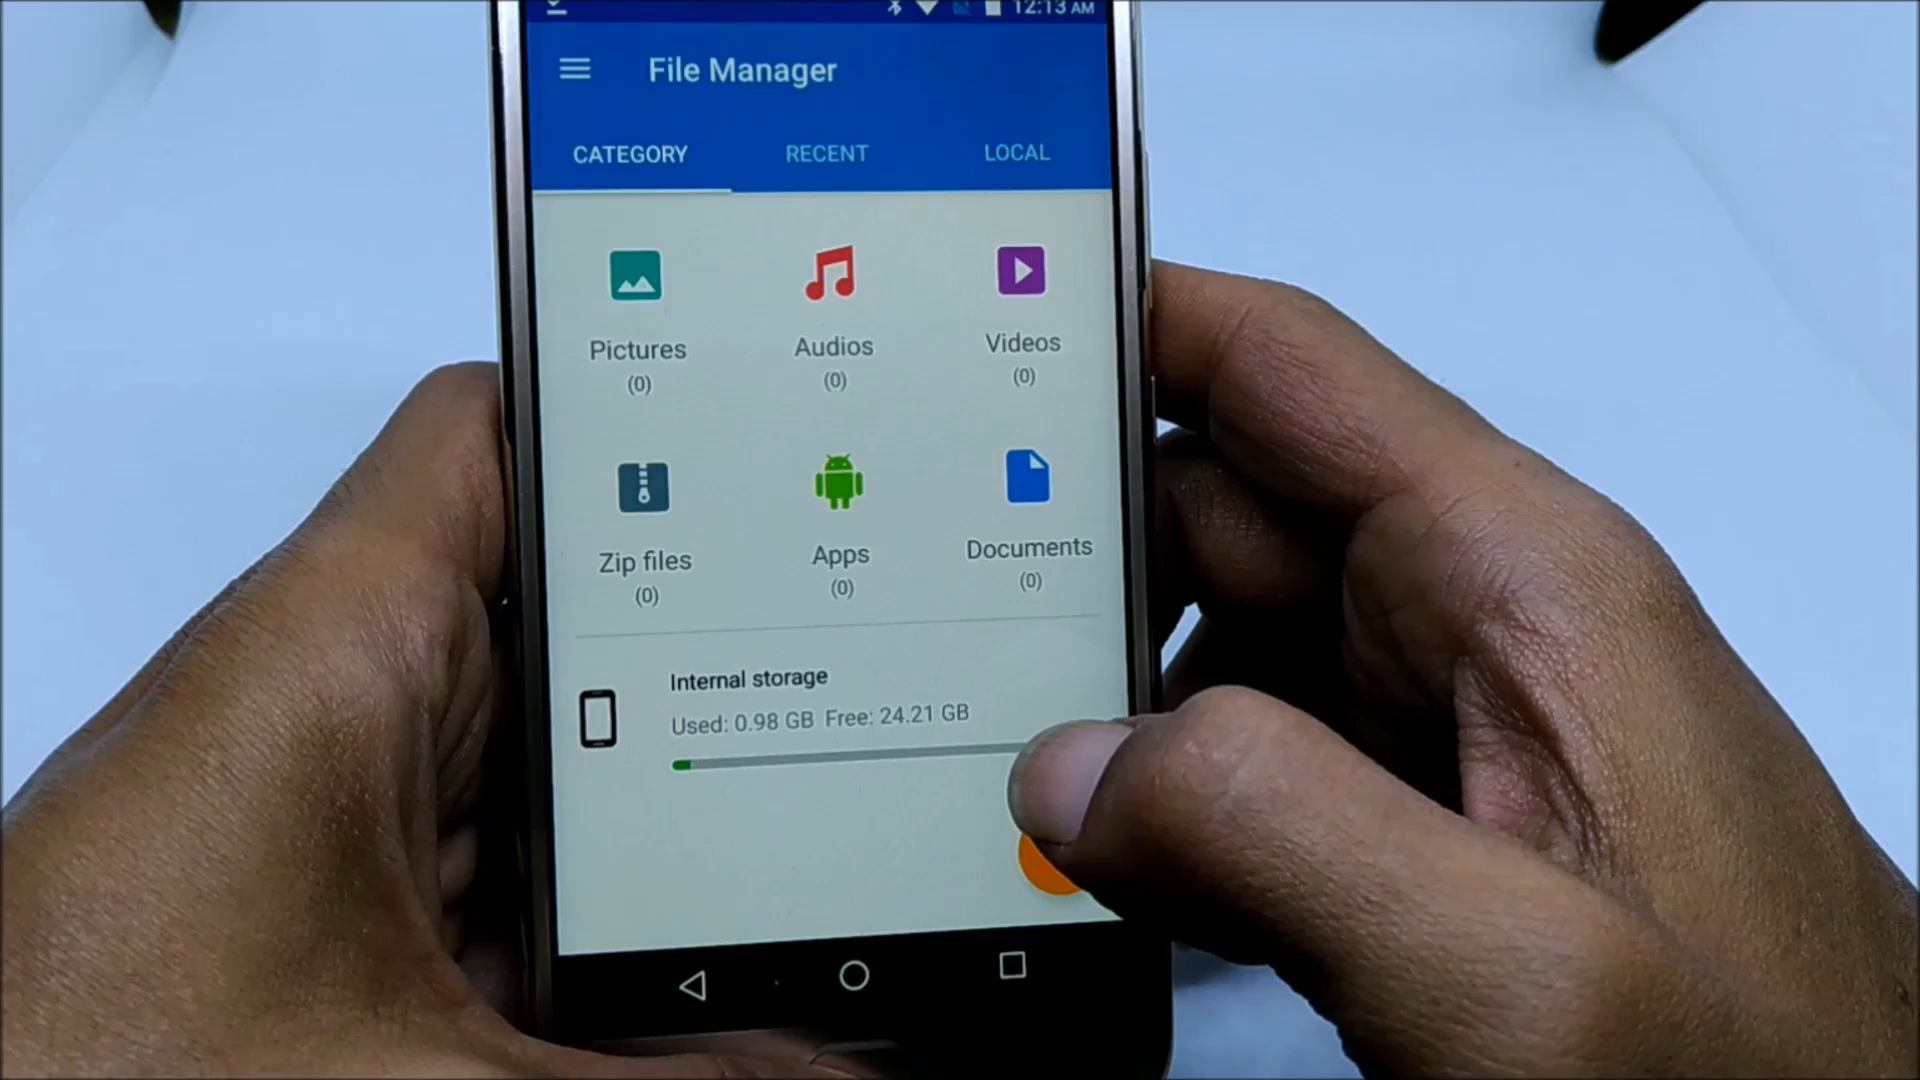 12:13 AM
File Manager
CATEGORY RECENT LOCAL
Pictures Audios Videos
(0) (0) (0)
Zip files Apps Documents
(0) (0) (0)
Internal storage
Used: 0.98 GB Free: 24.21 GB